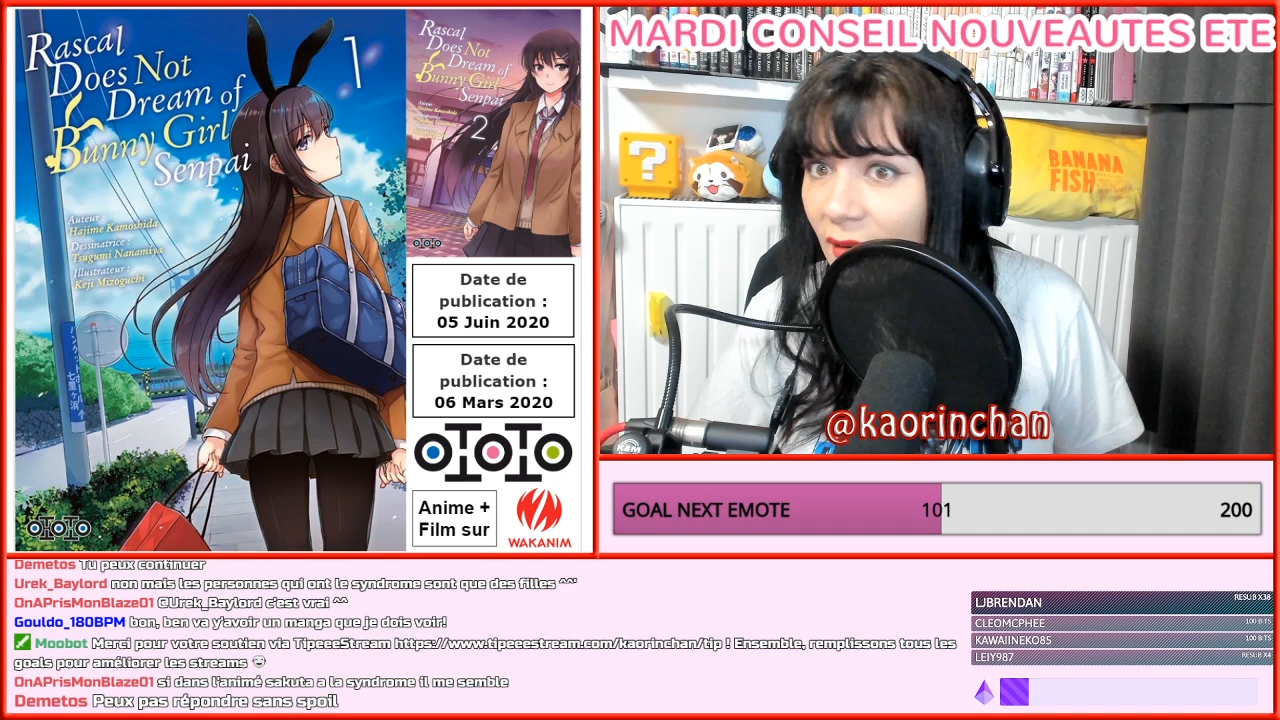 Rascal
Does Not
Dream of
Bunny Girl
Senpai
1
Auteur :
Hajime Kamoshida
Dessinatrice :
Tsugumi Nanamiya
Illustrateur :
Keji Mizoguchi
七里ヶ浜
OTOTO
Rascal
Does Not
Dream of
Bunny Girl
Senpai
2
OTOTO
Date de
publication :
05 Juin 2020
Date de
publication :
06 Mars 2020
OTOTO
Anime +
Film sur
WAKANIM
MARDI CONSEIL NOUVEAUTES ETE
?
BANANA
FISH
@kaorinchan
GOAL NEXT EMOTE 101 200
Demetos Tu peux continuer
Urek_Baylord non mais les personnes qui ont le syndrome sont que des filles ^^'
OnAPrisMonBlaze01 @Urek_Baylord c'est vrai ^^
Gouldo_180BPM bon, ben va y'avoir un manga que je dois voir!
Moobot Merci pour votre soutien via TipeeeStream https://www.tipeeestream.com/kaorinchan/tip ! Ensemble, remplissons tous les
goals pour améliorer les streams
OnAPrisMonBlaze01 si dans l'animé sakuta a la syndrome il me semble
Demetos Peux pas répondre sans spoil
LJBRENDAN RESUB X38
CLEOMCPHEE 100 BITS
KAWAIINEKO85 100 BITS
LEIY987 RESUB X4